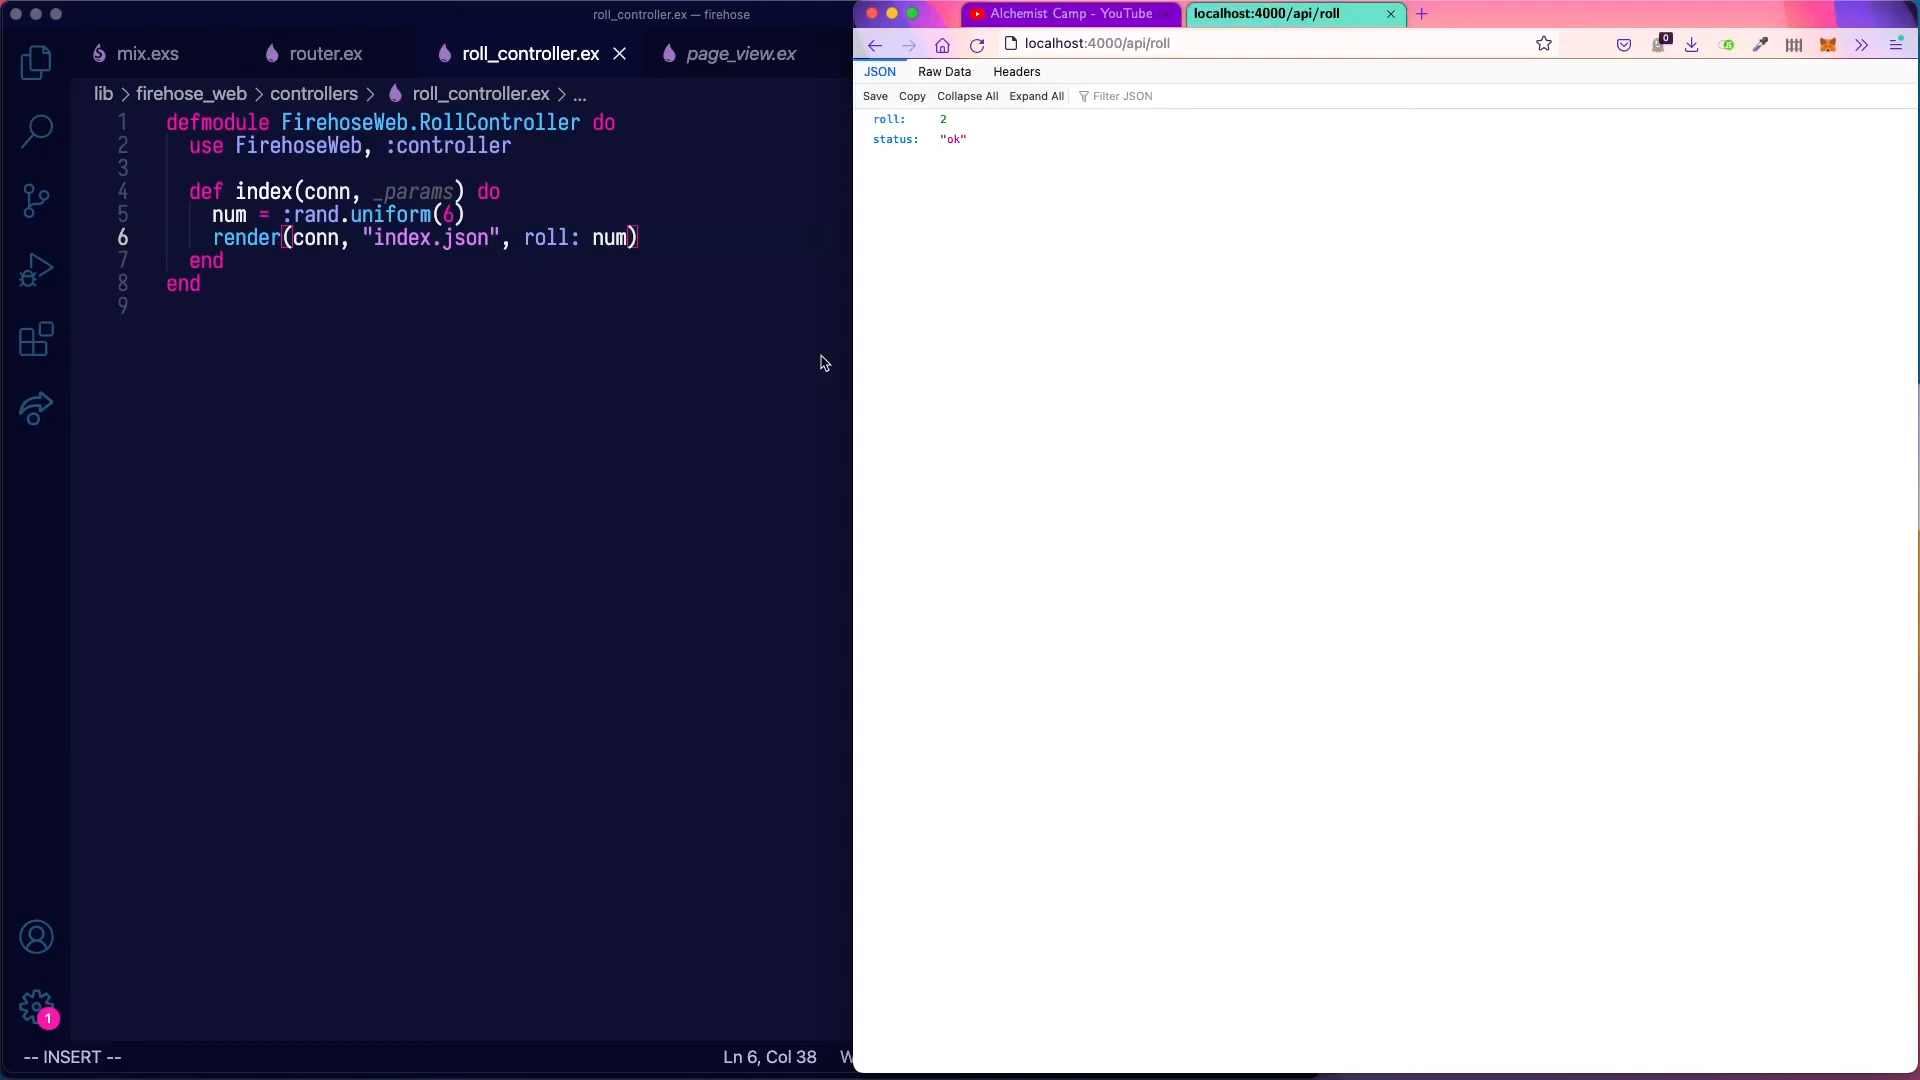 roll_controller.ex — firehose
mix.exs
router.ex
roll_controller.ex
page_view.ex
lib > firehose_web > controllers > roll_controller.ex > ...
1 defmodule FirehoseWeb.RollController do
2 use FirehoseWeb, :controller
3
4 def index(conn, _params) do
5 num = :rand.uniform(6)
6 render(conn, "index.json", roll: num)
7 end
8 end
9
1
-- INSERT --
Ln 6, Col 38
W
Alchemist Camp - YouTube
localhost:4000/api/roll
localhost:4000/api/roll
0
JSON Raw Data Headers
Save Copy Collapse All Expand All Filter JSON
roll: 2
status: "ok"